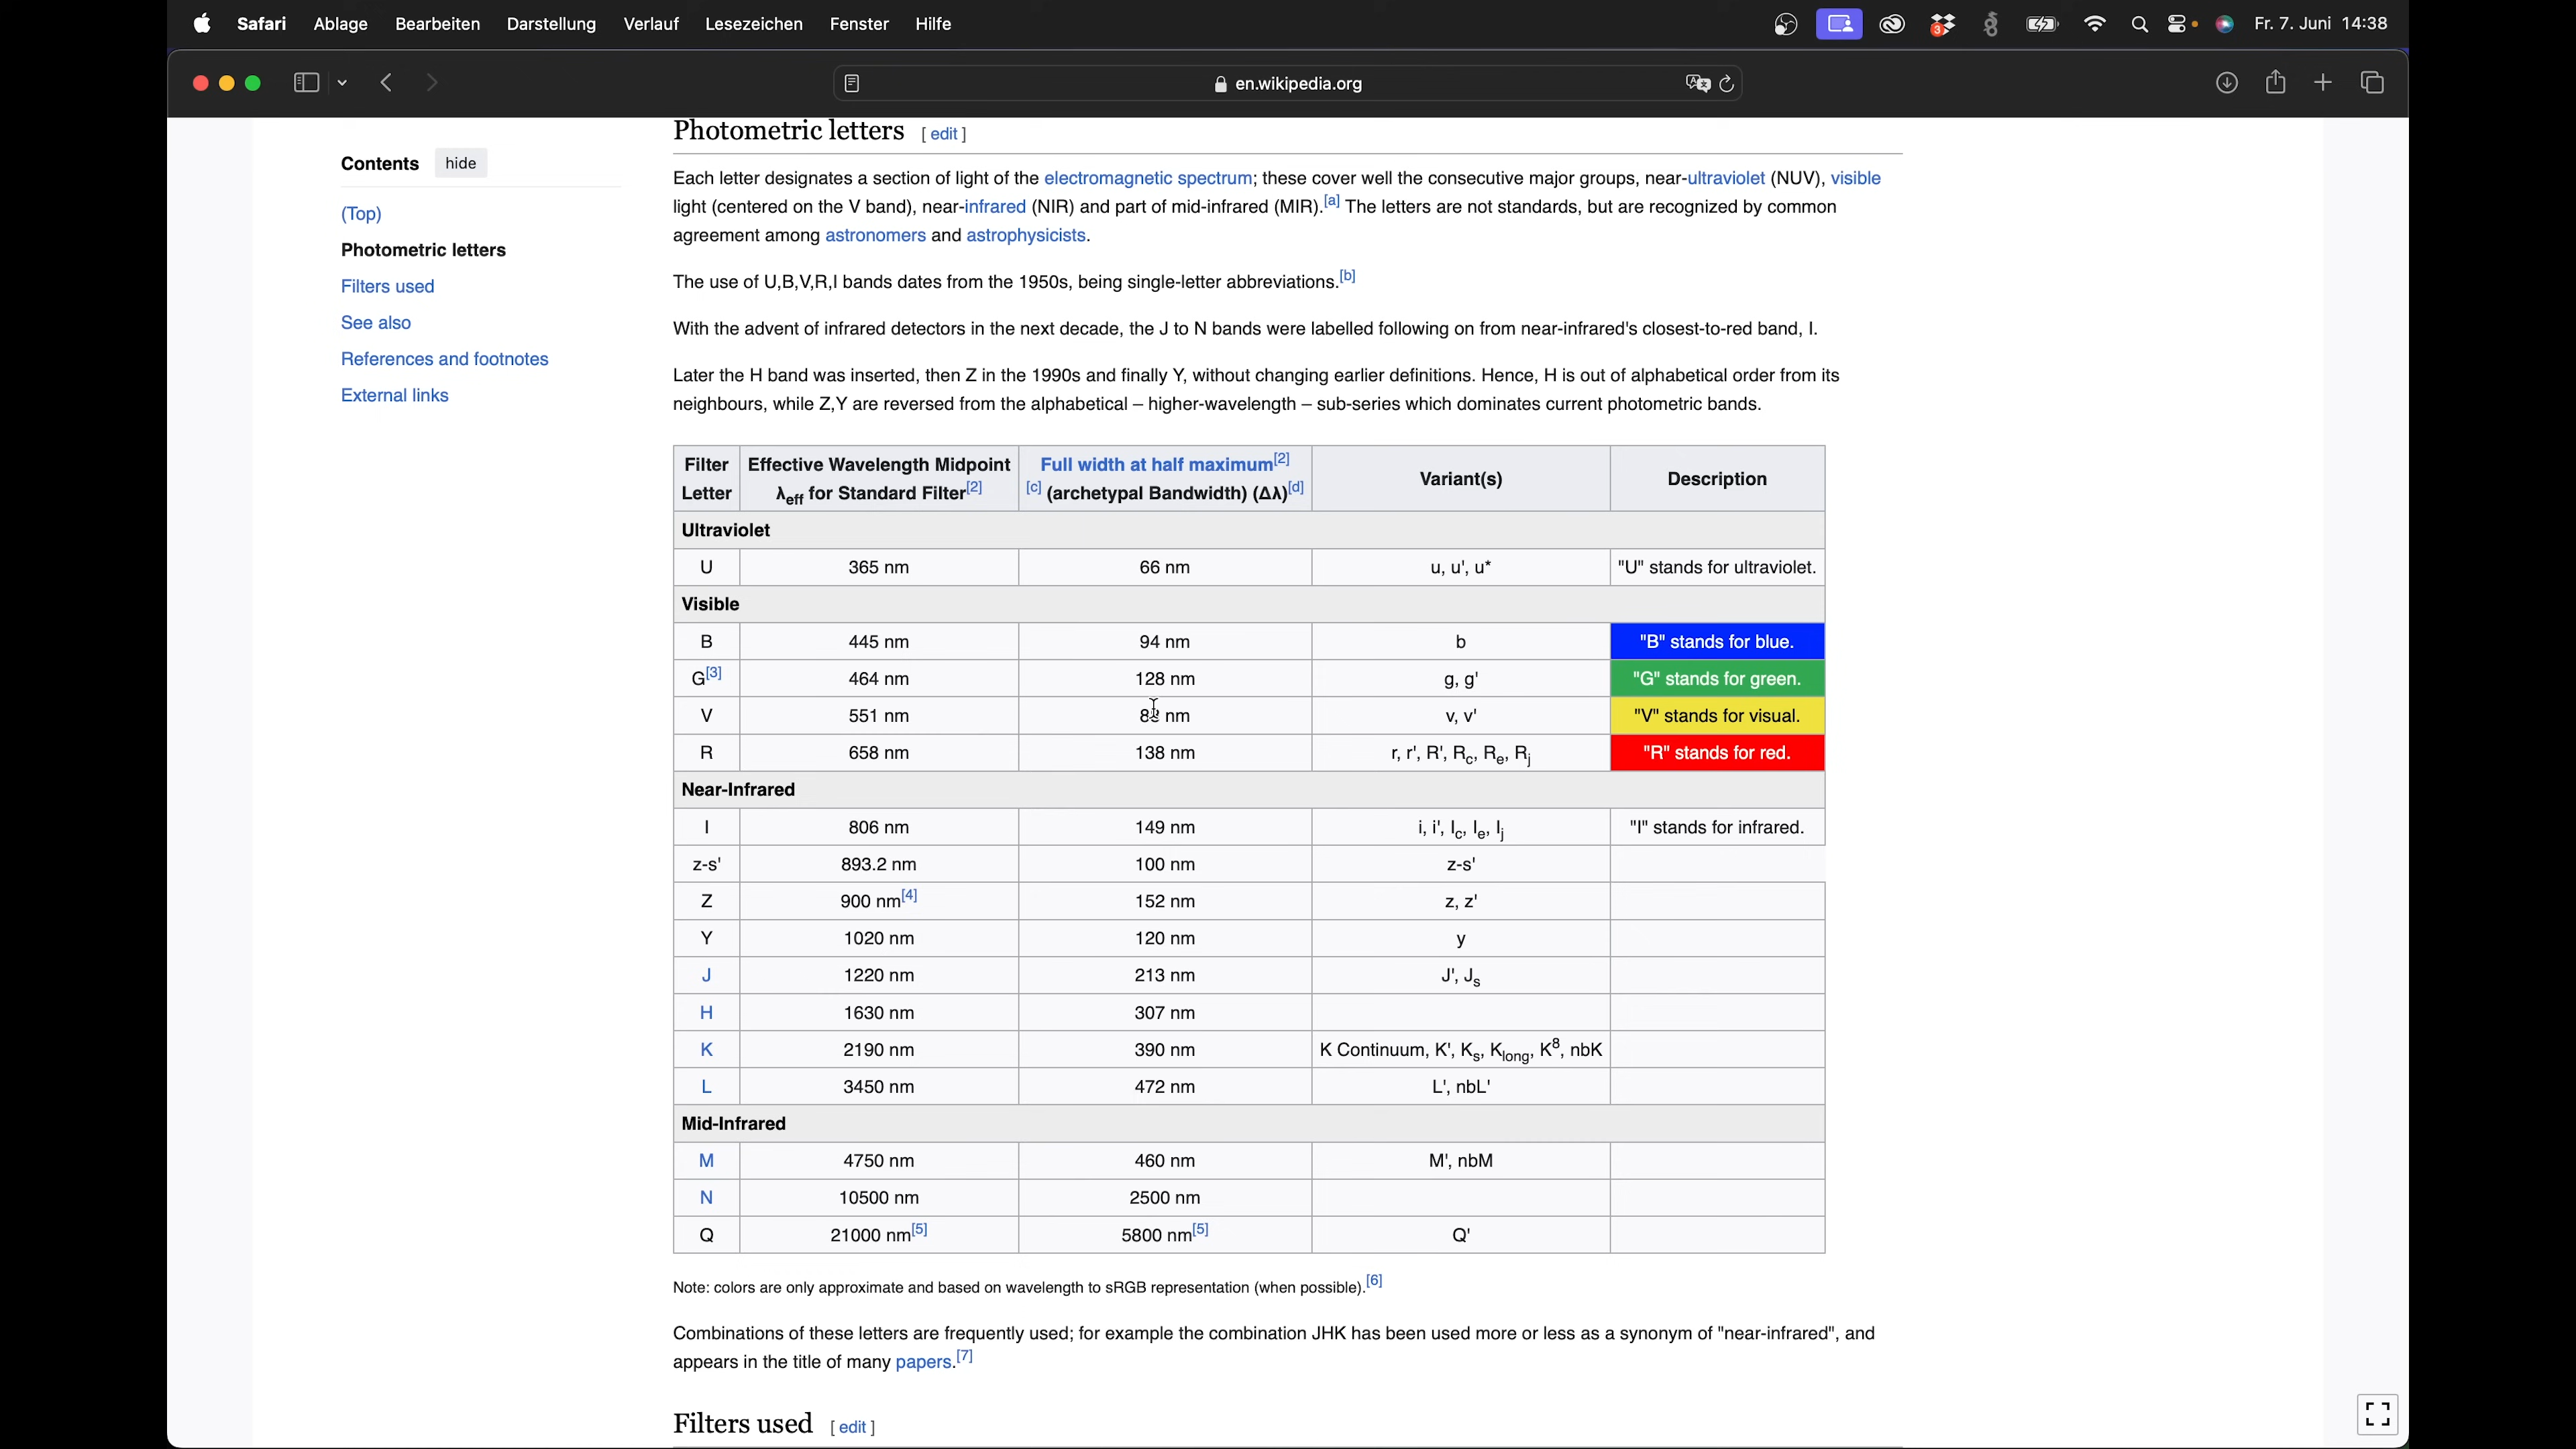 Safari Ablage Bearbeiten Darstellung Verlauf Lesezeichen Fenster Hilfe 3 Fr. 7. Juni 14:38
en.wikipedia.org
Contents hide
(Top)
Photometric letters
Filters used
See also
References and footnotes
External links
Photometric letters [ edit ]
Each letter designates a section of light of the electromagnetic spectrum; these cover well the consecutive major groups, near-ultraviolet (NUV), visible
light (centered on the V band), near-infrared (NIR) and part of mid-infrared (MIR).[a] The letters are not standards, but are recognized by common
agreement among astronomers and astrophysicists.
The use of U,B,V,R,I bands dates from the 1950s, being single-letter abbreviations.[b]
With the advent of infrared detectors in the next decade, the J to N bands were labelled following on from near-infrared's closest-to-red band, I.
Later the H band was inserted, then Z in the 1990s and finally Y, without changing earlier definitions. Hence, H is out of alphabetical order from its
neighbours, while Z,Y are reversed from the alphabetical – higher-wavelength – sub-series which dominates current photometric bands.
Filter Effective Wavelength Midpoint Full width at half maximum[2] Variant(s) Description
Letter λeff for Standard Filter[2] [c] (archetypal Bandwidth) (Δλ)[d]
Ultraviolet
U 365 nm 66 nm u, u', u* "U" stands for ultraviolet.
Visible
B 445 nm 94 nm b "B" stands for blue.
G[3] 464 nm 128 nm g, g' "G" stands for green.
V 551 nm nm v, v' "V" stands for visual.
R 658 nm 138 nm r, r', R', Rc, Re, Rj "R" stands for red.
Near-Infrared
I 806 nm 149 nm i, i', Ic, Ie, Ij "I" stands for infrared.
z-s' 893.2 nm 100 nm z-s'
Z 900 nm[4] 152 nm z, z'
Y 1020 nm 120 nm y
J 1220 nm 213 nm J', Js
H 1630 nm 307 nm
K 2190 nm 390 nm K Continuum, K', Ks, Klong, K8, nbK
L 3450 nm 472 nm L', nbL'
Mid-Infrared
M 4750 nm 460 nm M', nbM
N 10500 nm 2500 nm
Q 21000 nm[5] 5800 nm[5] Q'
Note: colors are only approximate and based on wavelength to sRGB representation (when possible).[6]
Combinations of these letters are frequently used; for example the combination JHK has been used more or less as a synonym of "near-infrared", and
appears in the title of many papers.[7]
Filters used [ edit ]